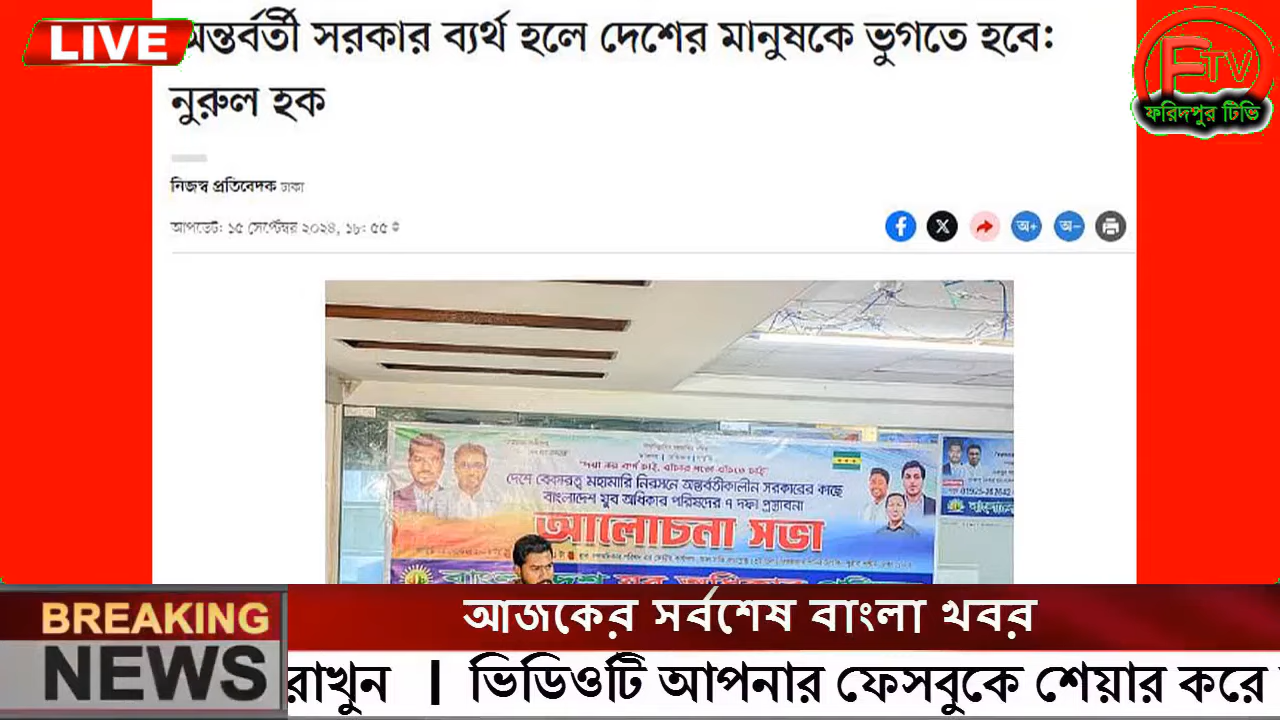 LIVE
অন্তর্বর্তী সরকার ব্যর্থ হলে দেশের মানুষকে ভুগতে হবে:
নুরুল হক
FTV
ফরিদপুর টিভি
নিজস্ব প্রতিবেদক ঢাকা
আপডেট: ১৫ সেপ্টেম্বর ২০২৪, ১৮: ৫৫
অ+ অ-
দেশে বেকারত্ব মহামারি নিরসনে অন্তর্বর্তীকালীন সরকারের কাছে
বাংলাদেশ যুব অধিকার পরিষদের ৭ দফা প্রস্তাবনা
আলোচনা সভা
BREAKING
NEWS
আজকের সর্বশেষ বাংলা খবর
রাখুন | ভিডিওটি আপনার ফেসবুকে শেয়ার করে